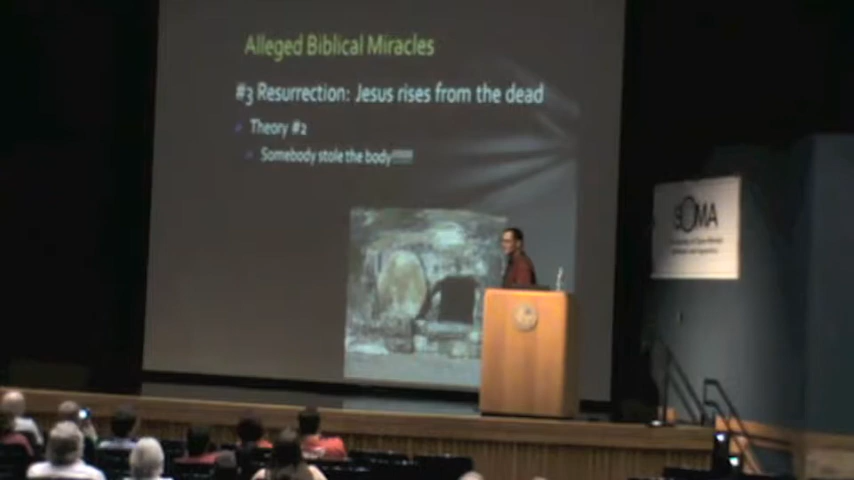 Alleged Biblical Miracles
#3 Resurrection: Jesus rises from the dead
Theory #2
Somebody stole the body!!!!!!!
SOMA